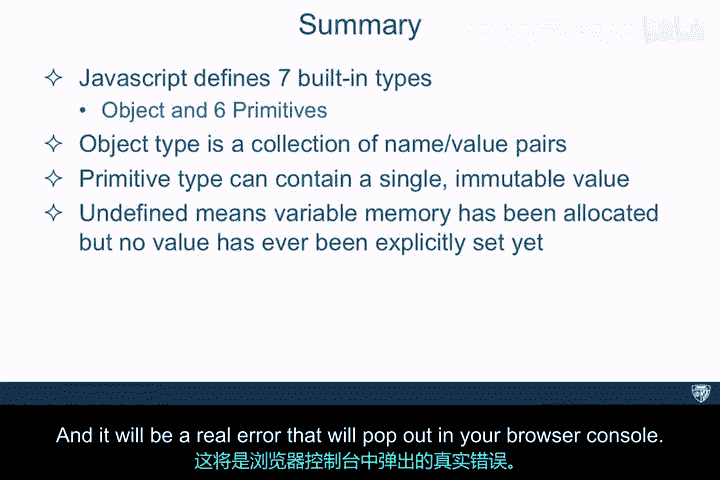 Summary
Javascript defines 7 built-in types
Object and 6 Primitives
Object type is a collection of name/value pairs
Primitive type can contain a single, immutable value
Undefined means variable memory has been allocated
but no value has ever been explicitly set yet
And it will be a real error that will pop out in your browser console.
这将是浏览器控制台中弹出的真实错误。